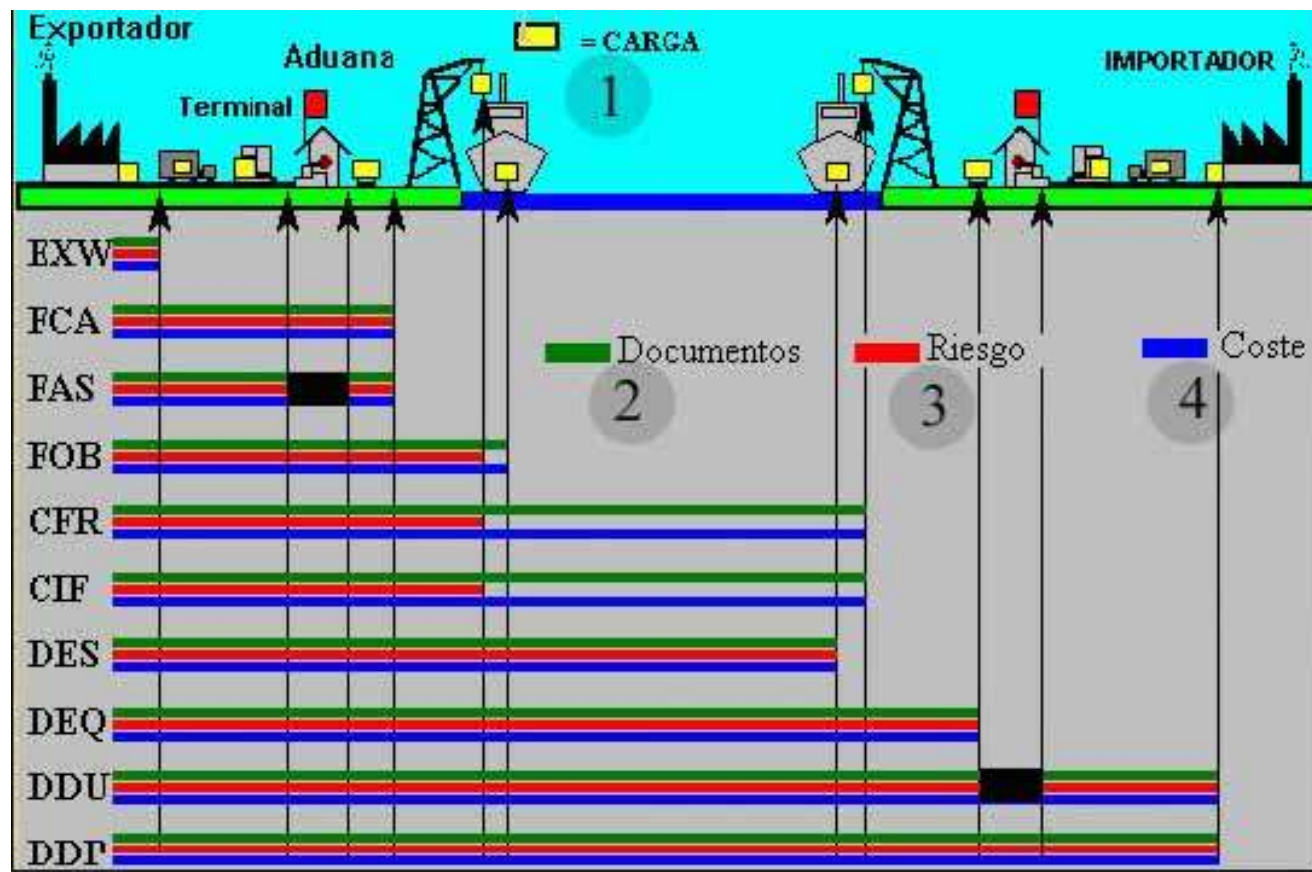 Exportador
= CARGA
Aduana
IMPORTADOR
1
Terminal
EXW
FCA
Documentos
Riesgo
Coste
FAS
2
3
4
FOB
CFR
CIF
DES
DEQ
DDU
DDP